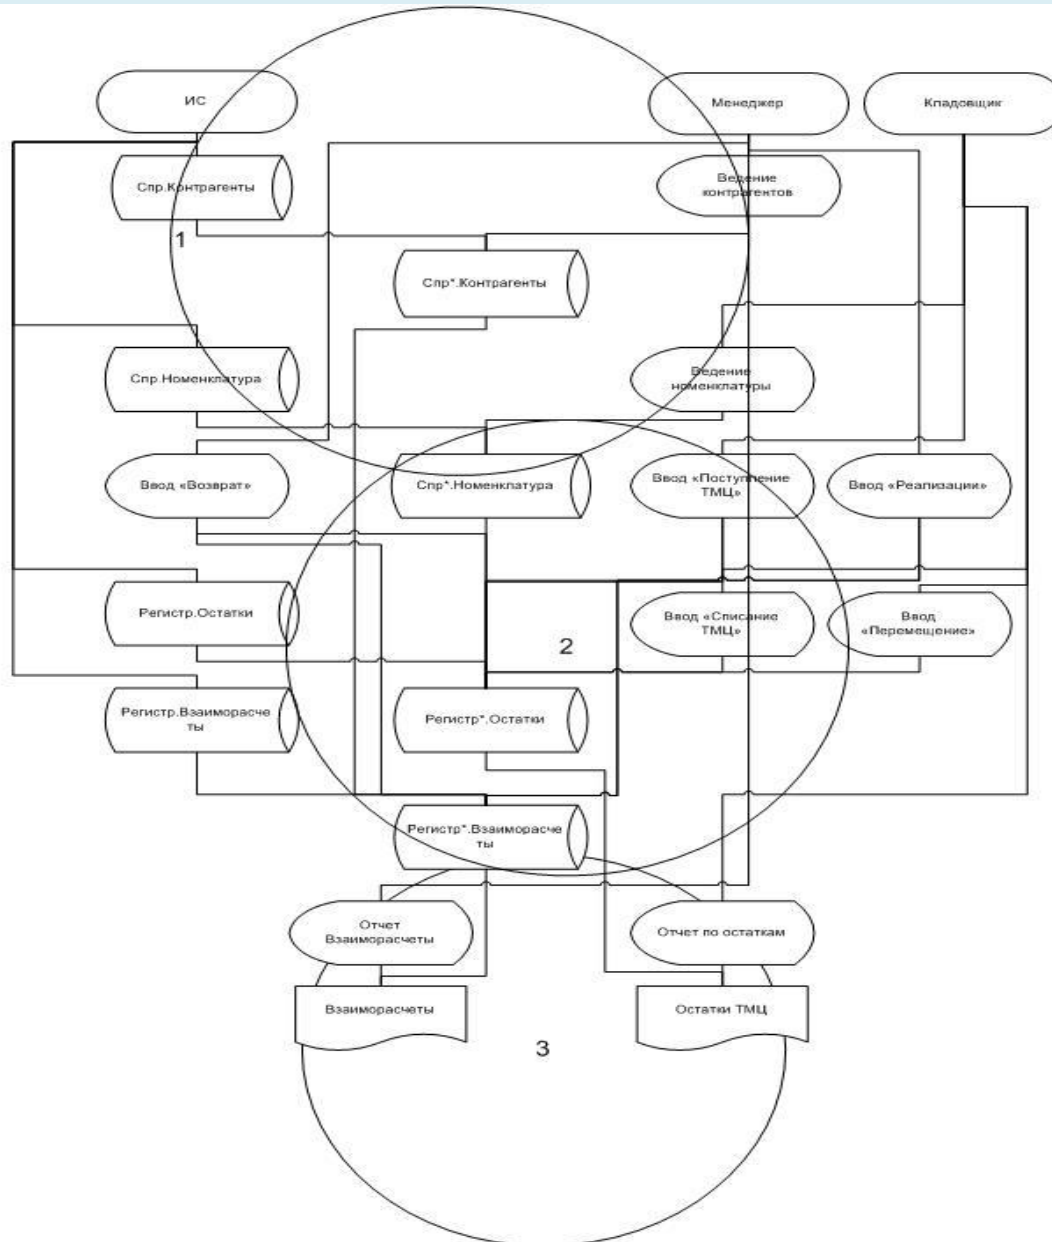 ИС
Менеджер
Кладовщик
Спр.Контрагенты
Ведение
контрагентов
1
Спр*.Контрагенты
Спр.Номенклатура
Ведение
номенклатуры
Ввод «Возврат»
Спр*.Номенклатура
Ввод «Поступление
ТМЦ»
Ввод «Реализации»
Регистр.Остатки
Ввод «Списание
ТМЦ»
Ввод
«Перемещение»
2
Регистр.Взаиморасче
ты
Регистр*.Остатки
Регистр*.Взаиморасче
ты
Отчет
Взаиморасчеты
Отчет по остаткам
Взаиморасчеты
Остатки ТМЦ
3